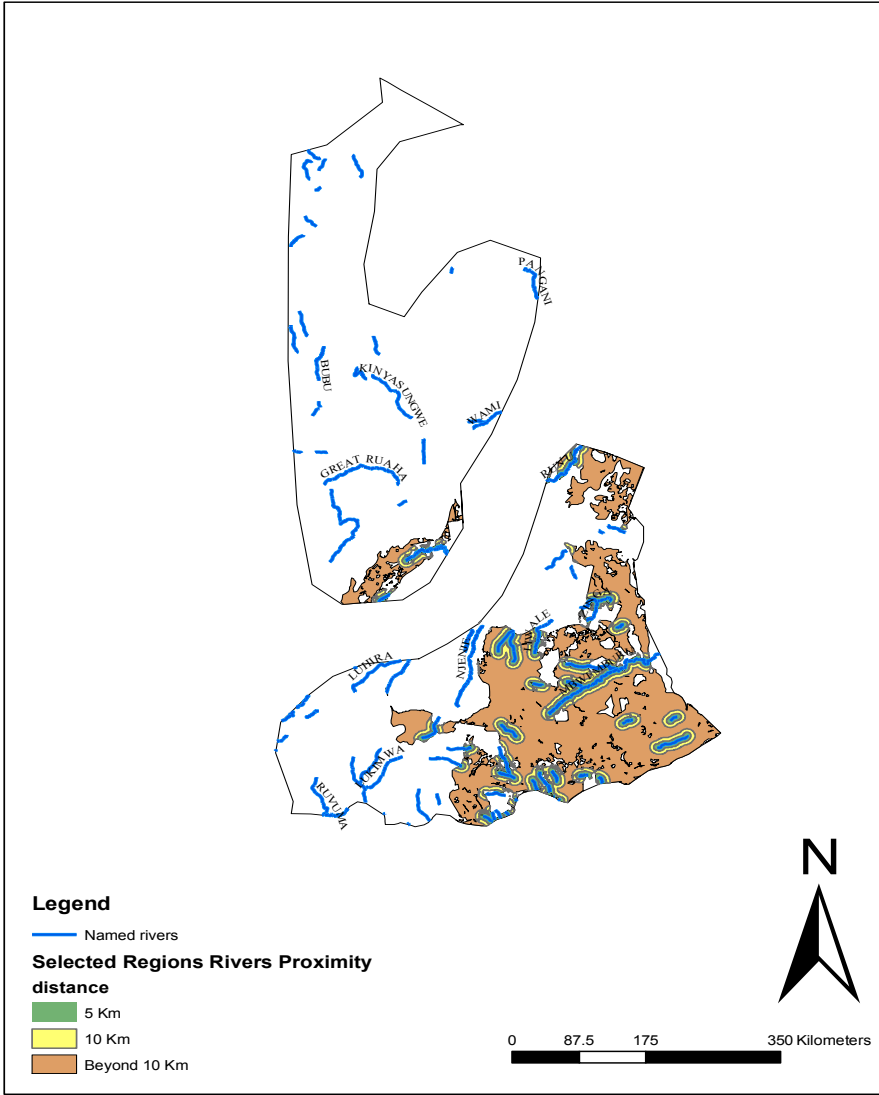 PANGANI
BUBU
KINYASUNGWE
WAMI
GREAT RUAHA
LUHIRA
NJENJE
LUKIMWA
RUVUMA
N
Legend
Named rivers
Selected Regions Rivers Proximity
distance
5 Km
10 Km
Beyond 10 Km
0 87.5 175 350 Kilometers